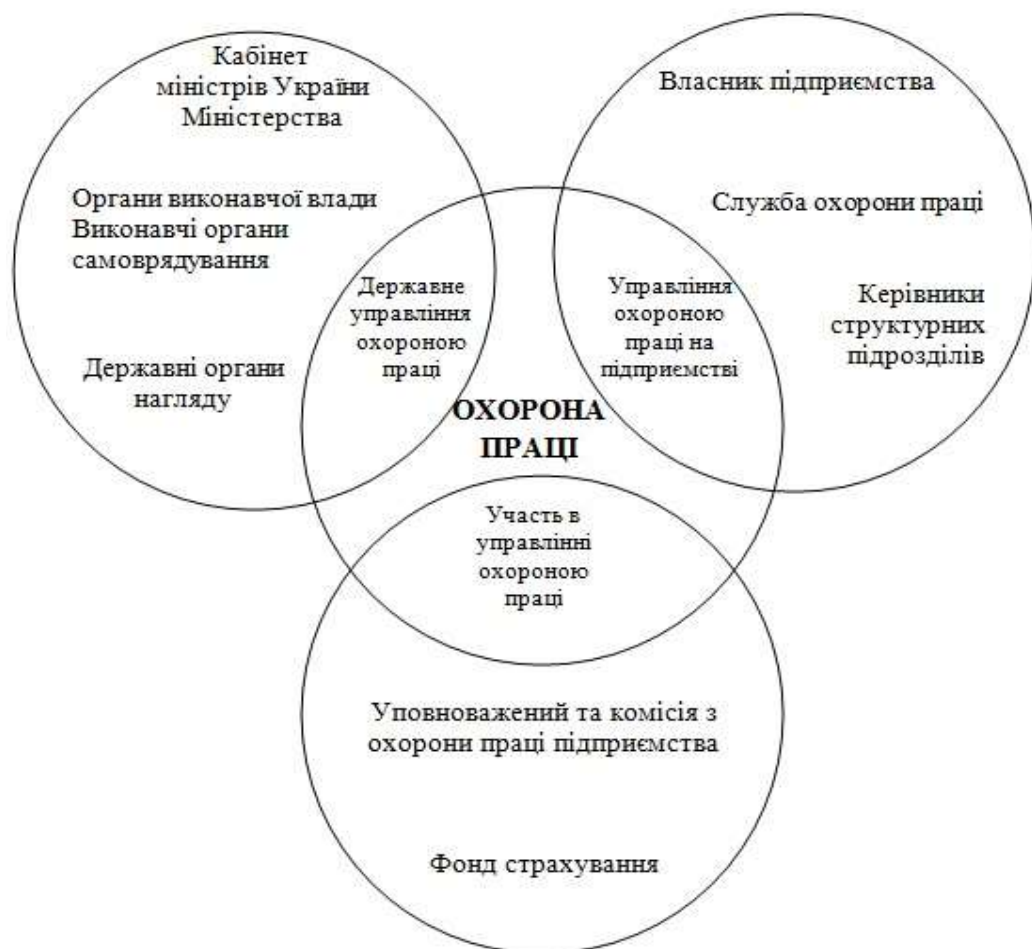 Кабінет
міністрів України
Міністерства
Органи виконавчої влади
Виконавчі органи
самоврядування
Державні органи
нагляду
Державне
управління
охороною
праці
Власник підприємства
Служба охорони праці
Керівники
структурних
підрозділів
Управління
охороною
праці на
підприємстві
ОХОРОНА
ПРАЦІ
Участь в
управлінні
охороною
праці
Уповноважений та комісія з
охорони праці підприємства
Фонд страхування